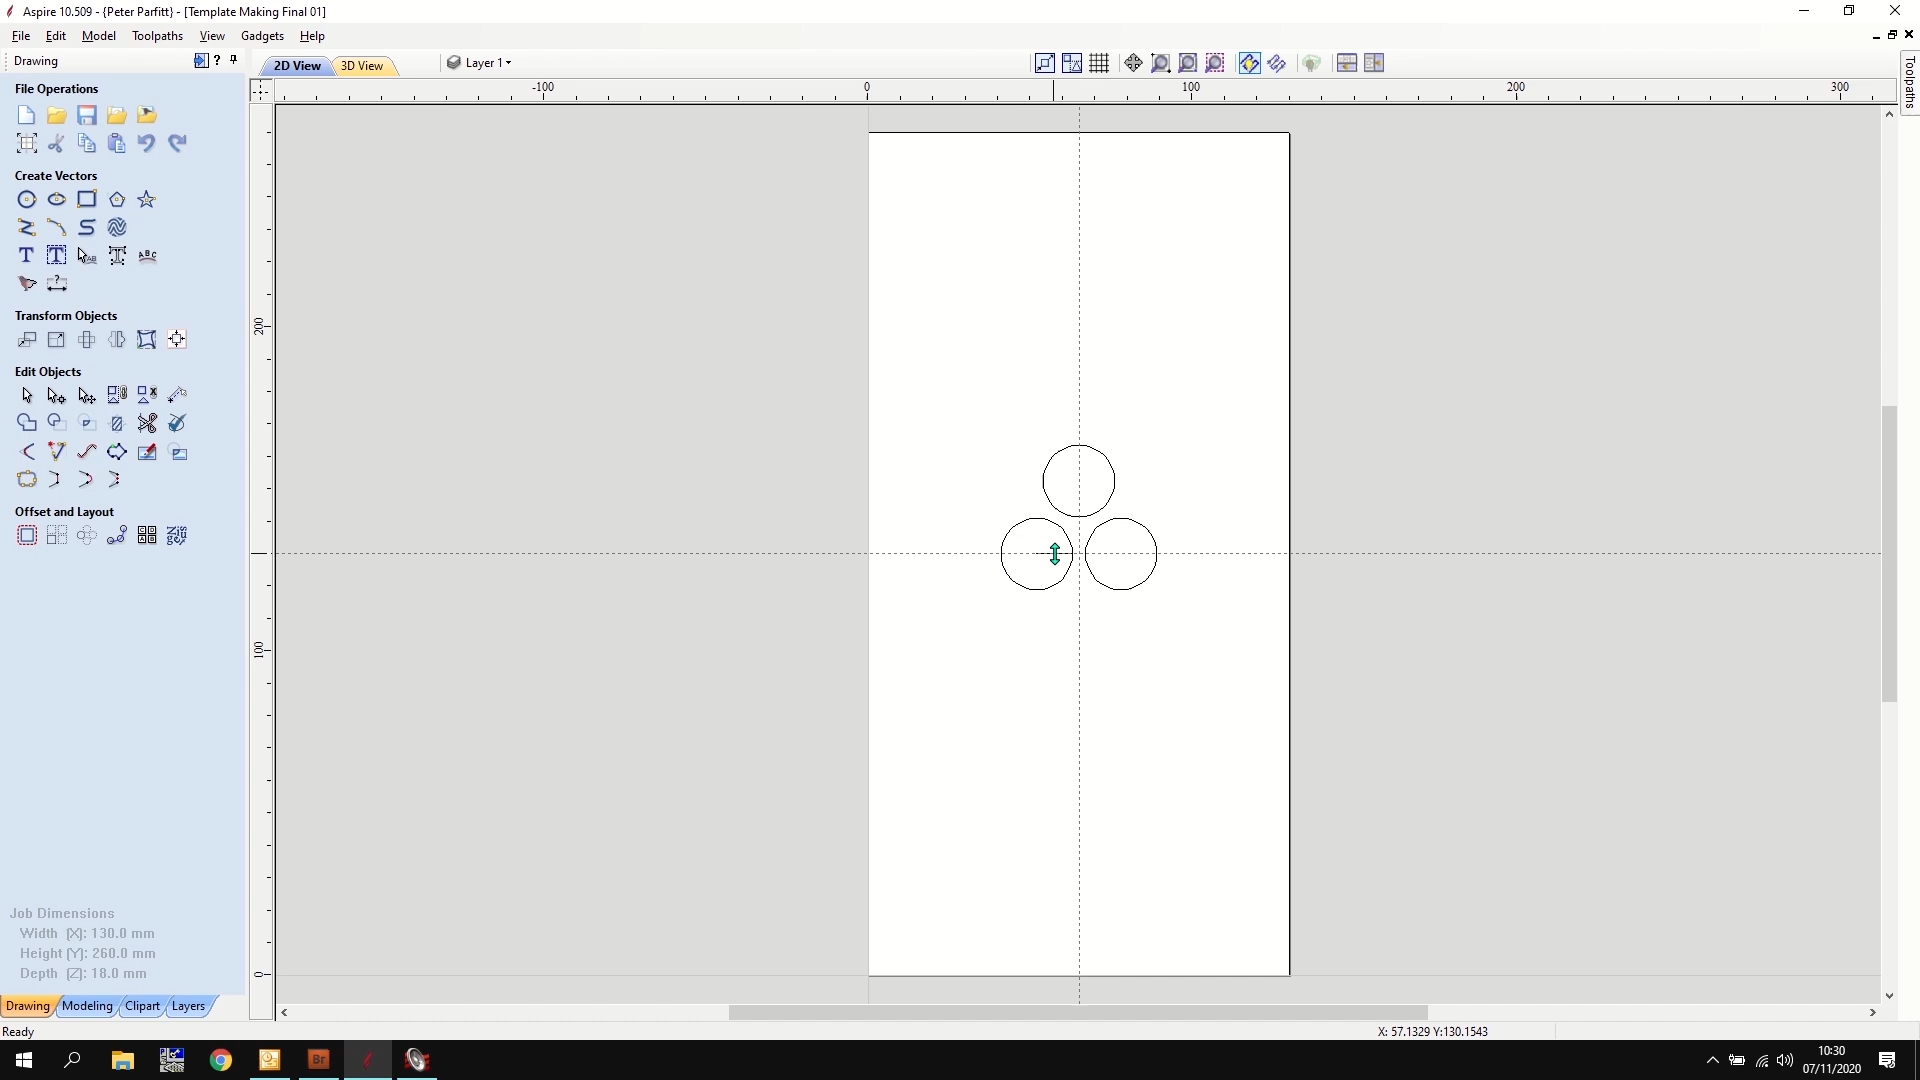 Aspire 10.509 - {Peter Parfitt} - [Template Making Final 01]
File Edit Model Toolpaths View Gadgets Help
Drawing
2D View 3D View Layer 1
Toolpaths
File Operations
-100 0 100 200 300
Create Vectors
Transform Objects
Edit Objects
Offset and Layout
200
100
0
Job Dimensions
Width (X): 130.0 mm
Height (Y): 260.0 mm
Depth (Z): 18.0 mm
Drawing Modeling Clipart Layers
Ready
X: 57.1329 Y:130.1543
Br
10:30
07/11/2020